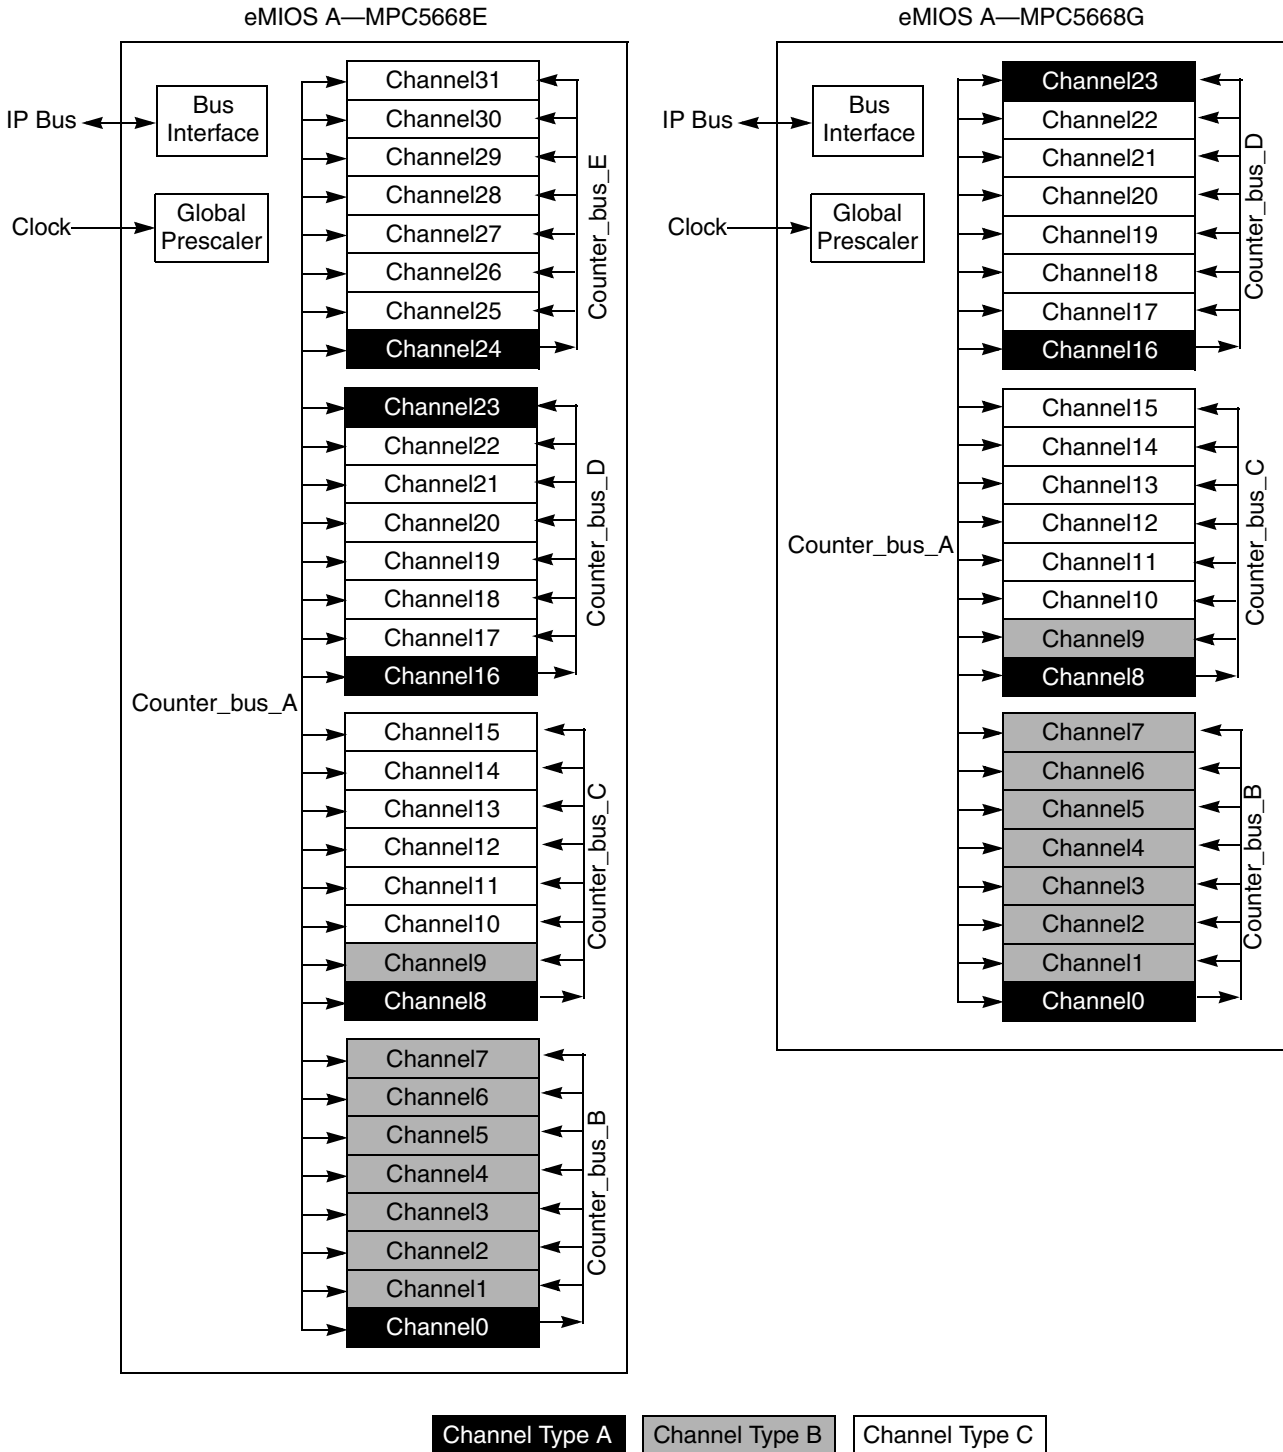 eMIOS A—MPC5668E
IP Bus
Bus
Interface
Clock
Global
Prescaler
Counter_bus_A
Channel31
Channel30
Channel29
Channel28
Channel27
Channel26
Channel25
Channel24
Counter_bus_E
Channel23
Channel22
Channel21
Channel20
Channel19
Channel18
Channel17
Channel16
Counter_bus_D
Channel15
Channel14
Channel13
Channel12
Channel11
Channel10
Channel9
Channel8
Counter_bus_C
Channel7
Channel6
Channel5
Channel4
Channel3
Channel2
Channel1
Channel0
Counter_bus_B
eMIOS A—MPC5668G
IP Bus
Bus
Interface
Clock
Global
Prescaler
Counter_bus_A
Channel23
Channel22
Channel21
Channel20
Channel19
Channel18
Channel17
Channel16
Counter_bus_D
Channel15
Channel14
Channel13
Channel12
Channel11
Channel10
Channel9
Channel8
Counter_bus_C
Channel7
Channel6
Channel5
Channel4
Channel3
Channel2
Channel1
Channel0
Counter_bus_B
Channel Type A
Channel Type B
Channel Type C